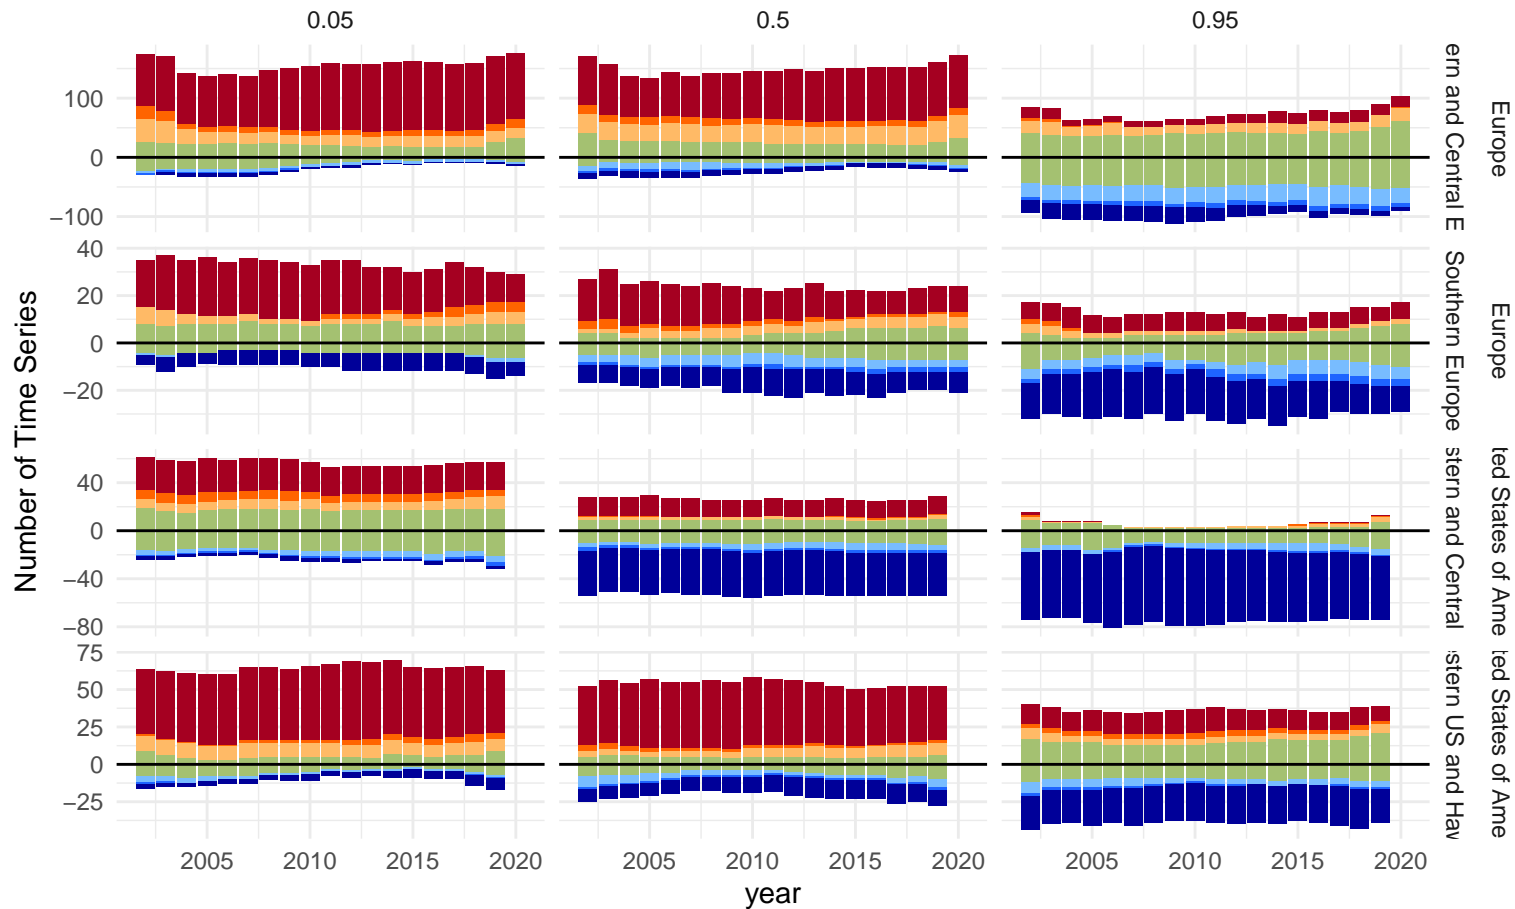 0.05 0.5 0.95
Number of Time Series
100
0
−100
ern and Central E
Europe
40
20
0
−20
Southern Europe
Europe
40
0
−40
−80
stern and Central
ted States of Ame
75
50
25
0
−25
stern US and Hav
ted States of Ame
2005 2010 2015 2020 2005 2010 2015 2020 2005 2010 2015 2020
year